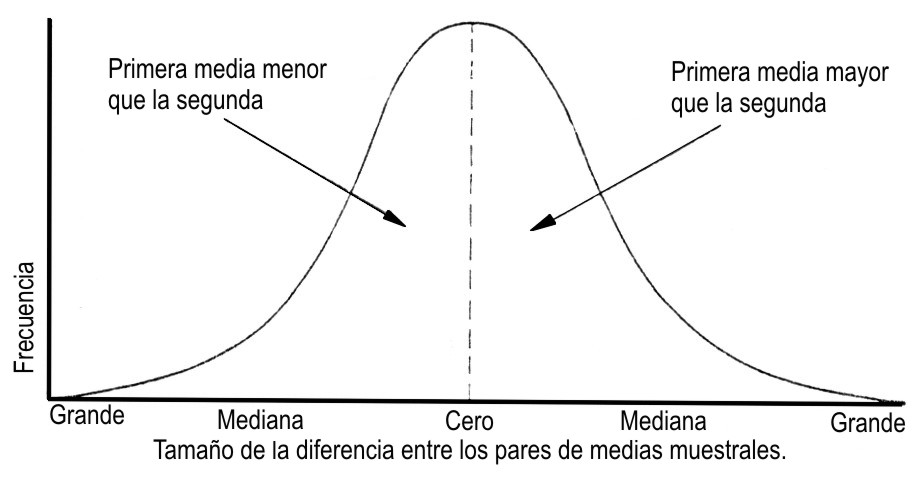 Primera media menor
que la segunda
Primera media mayor
que la segunda
Frecuencia
Grande
Mediana
Cero
Mediana
Grande
Tamaño de la diferencia entre los pares de medias muestrales.